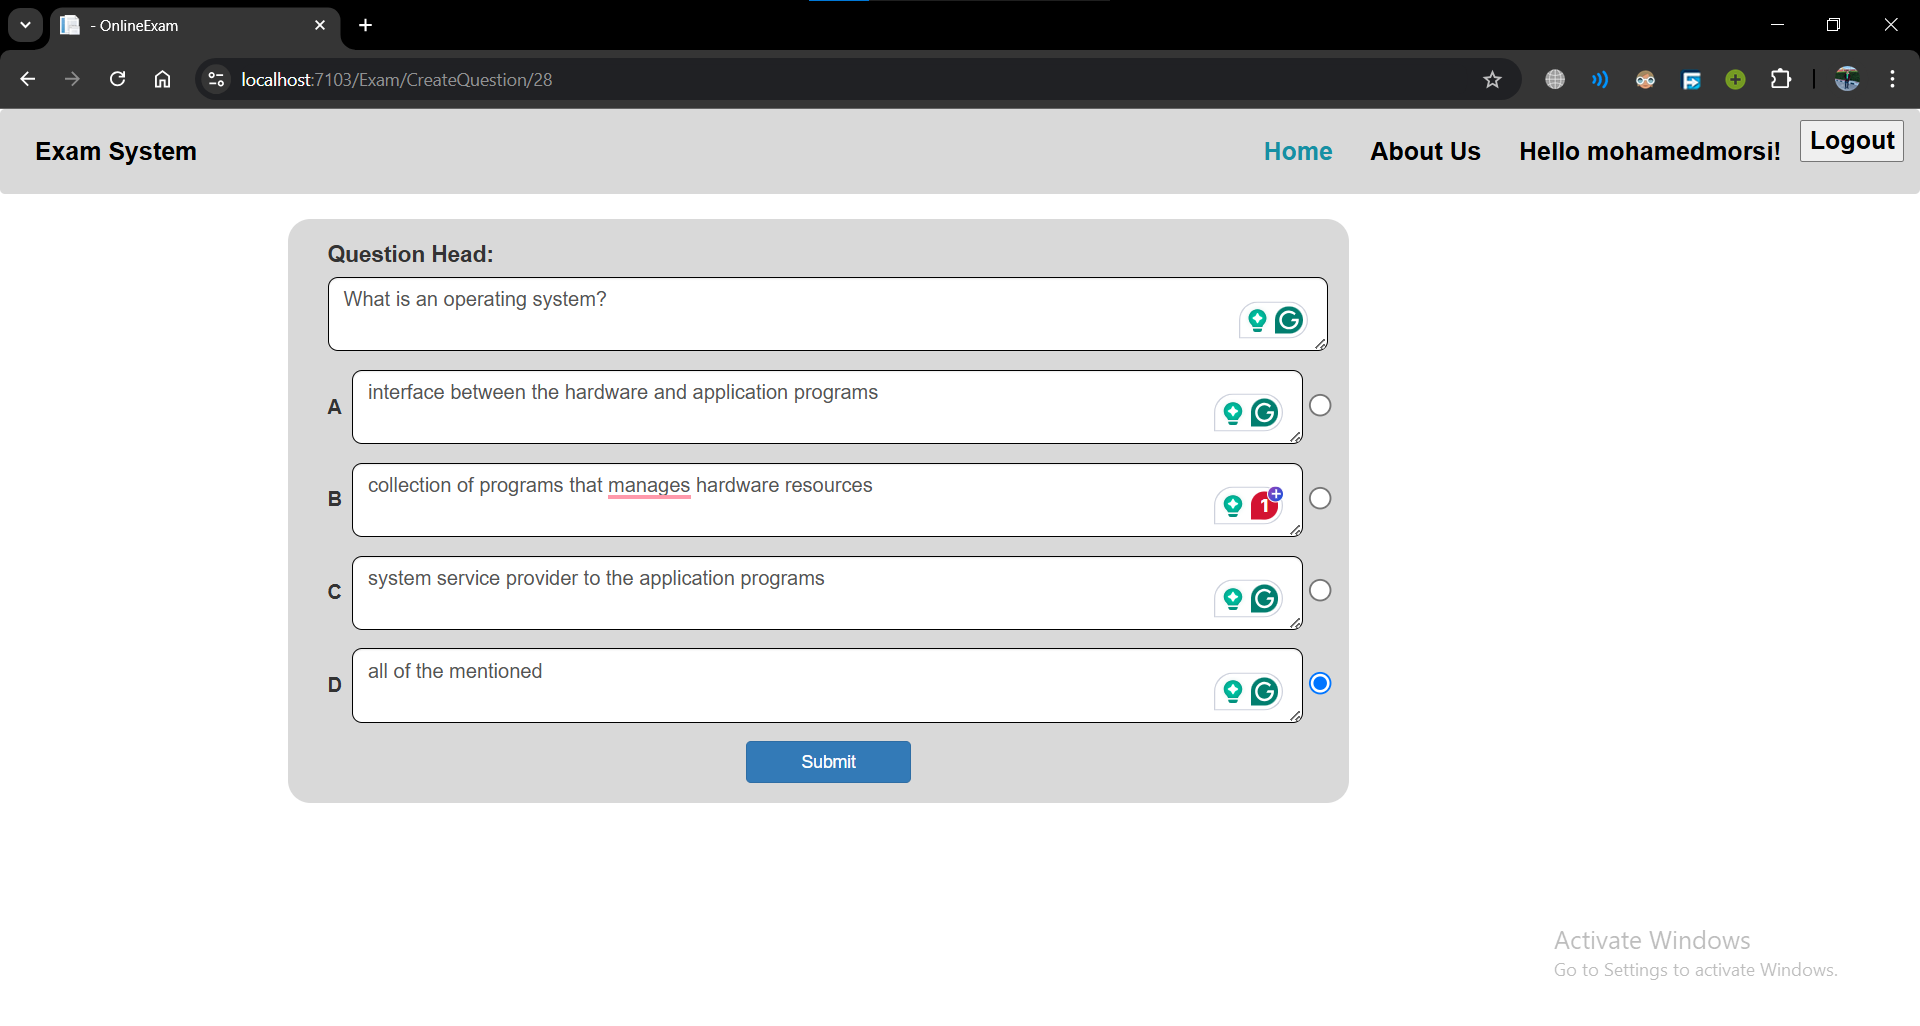 - OnlineExam
localhost:7103/Exam/CreateQuestion/28
Exam System
Home
About Us
Hello mohamedmorsi!
Logout
Question Head:
What is an operating system?
A
interface between the hardware and application programs
B
collection of programs that manages hardware resources
1
C
system service provider to the application programs
D
all of the mentioned
Submit
Activate Windows
Go to Settings to activate Windows.